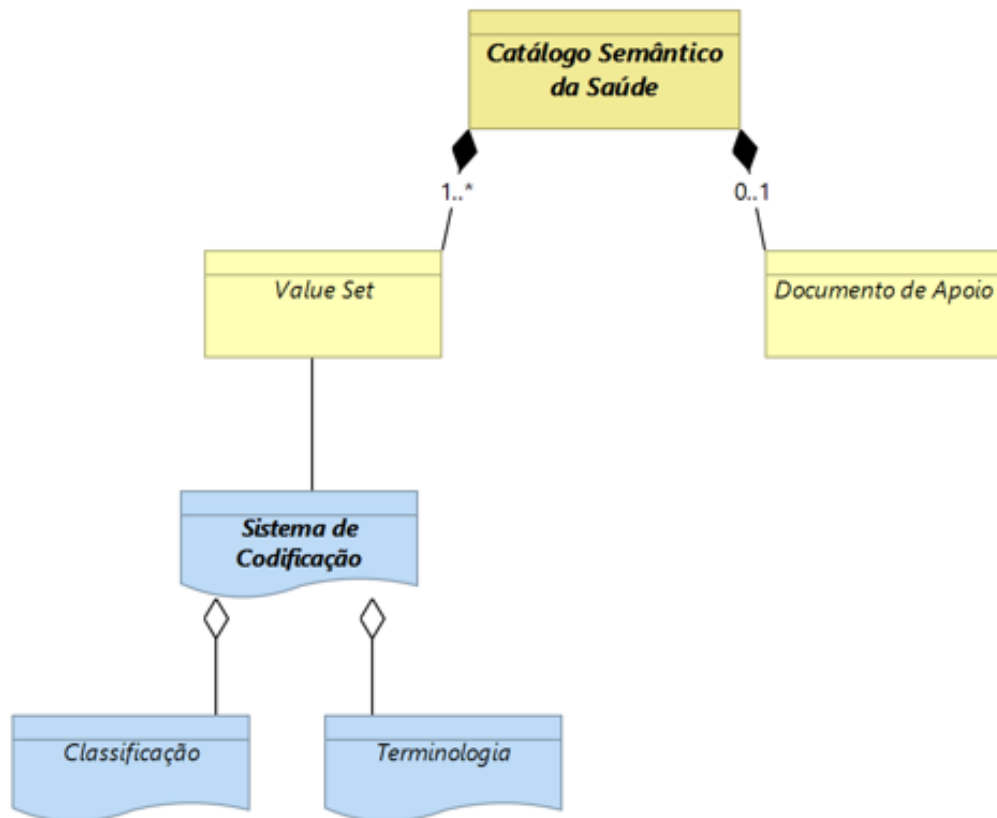 Catálogo Semântico
da Saúde
1..*
0..1
Value Set
Documento de Apoio
Sistema de
Codificação
Classificação
Terminologia